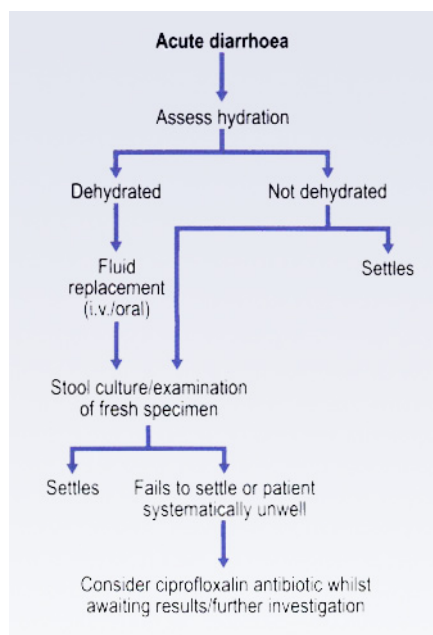 Acute diarrhoea
Assess hydration
Dehydrated
Not dehydrated
Fluid
replacement
(i.v./oral)
Settles
Stool culture/examination
of fresh specimen
Settles
Fails to settle or patient
systematically unwell
Consider ciprofloxalin antibiotic whilst
awaiting results/further investigation